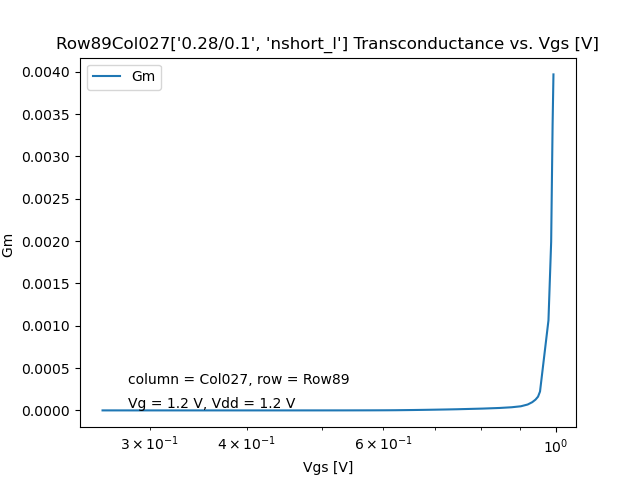 Row89Col027['0.28/0.1', 'nshort_l'] Transconductance vs. Vgs [V]
Gm
0.0040
0.0035
0.0030
0.0025
0.0020
0.0015
0.0010
0.0005
0.0000
Gm
column = Col027, row = Row89
Vg = 1.2 V, Vdd = 1.2 V
3 × 10⁻¹ 4 × 10⁻¹ 6 × 10⁻¹ 10⁰
Vgs [V]